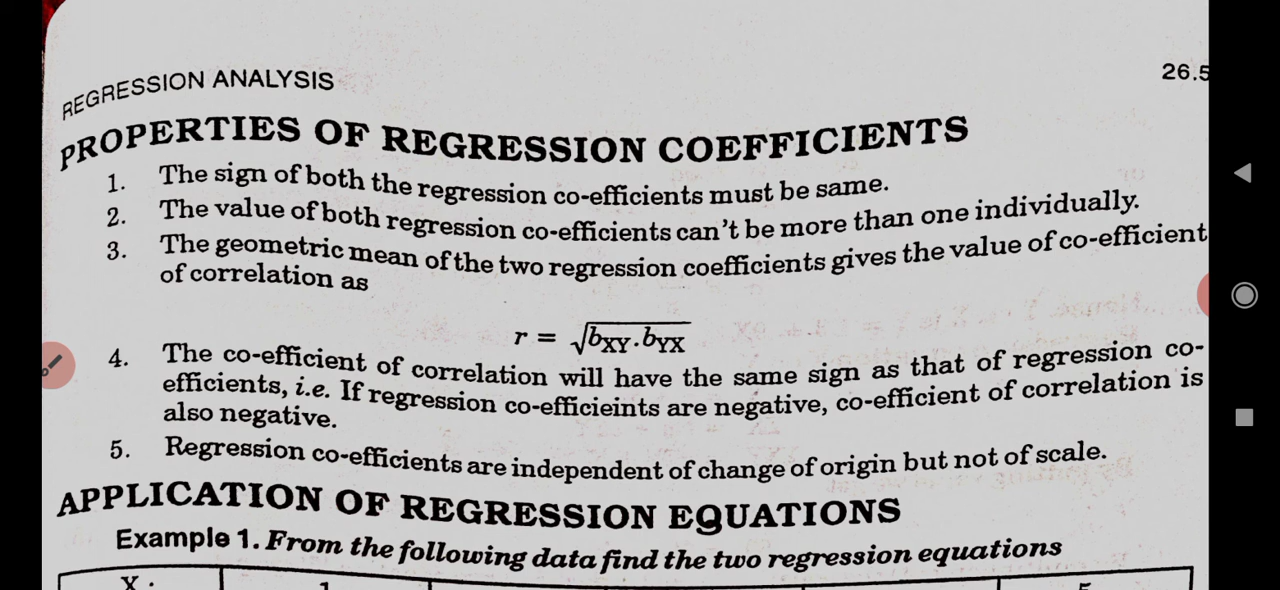 REGRESSION ANALYSIS
26.5
PROPERTIES OF REGRESSION COEFFICIENTS
1. The sign of both the regression co-efficients must be same.
2. The value of both regression co-efficients can't be more than one individually.
3. The geometric mean of the two regression coefficients gives the value of co-efficient
of correlation as
r = √bXY.bYX
4. The co-efficient of correlation will have the same sign as that of regression co-
efficients, i.e. If regression co-efficieints are negative, co-efficient of correlation is
also negative.
5. Regression co-efficients are independent of change of origin but not of scale.
APPLICATION OF REGRESSION EQUATIONS
Example 1. From the following data find the two regression equations
X